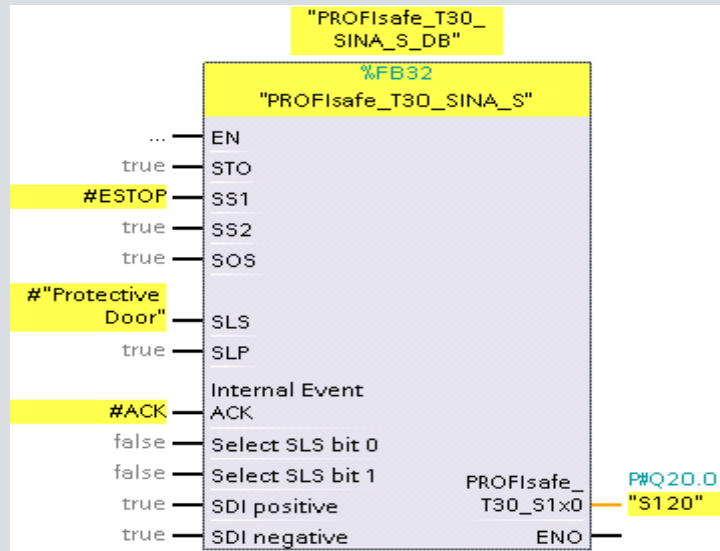 "PROFIsafe_T30_
SINA_S_DB"
%FB32
"PROFIsafe_T30_SINA_S"
... EN
true STO
#ESTOP SS1
true SS2
true SOS
#"Protective
Door" SLS
true SLP
Internal Event
#ACK ACK
false Select SLS bit 0
false Select SLS bit 1
PROFIsafe_ P#Q20.0
true SDI positive T30_S1x0 "S120"
true SDI negative ENO